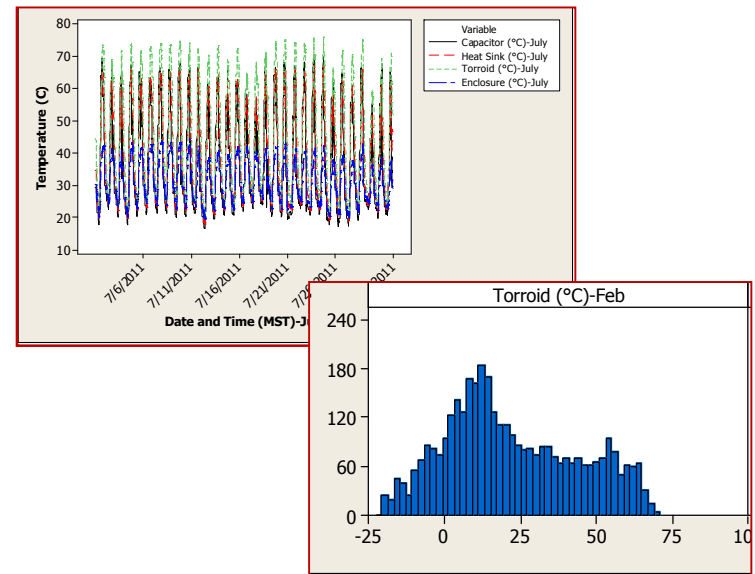 Variable
Capacitor (°C)-July
Heat Sink (°C)-July
Torroid (°C)-July
Enclosure (°C)-July
80
70
60
50
40
30
20
10
Temperature (C)
7/6/2011
7/11/2011
7/16/2011
7/21/2011
Date and Time (MST)-Ju
Torroid (°C)-Feb
240
180
120
60
0
-25
0
25
50
75
10